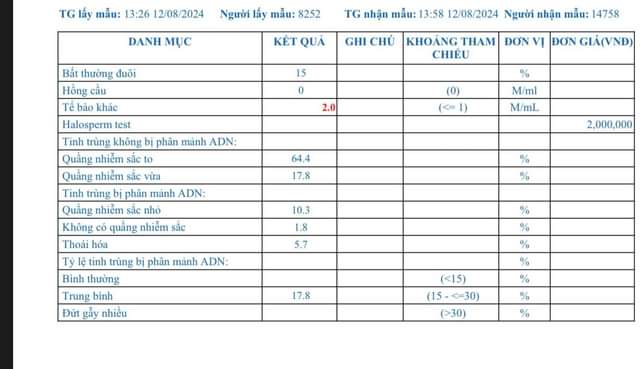 TG lấy mẫu: 13:26 12/08/2024 Người lấy mẫu: 8252 TG nhận mẫu: 13:58 12/08/2024 Người nhận mẫu: 14758
DANH MỤC KẾT QUẢ GHI CHÚ KHOẢNG THAM CHIẾU ĐƠN VỊ ĐƠN GIÁ(VNĐ)
Bất thường đuôi 15 %
Hồng cầu 0 (0) M/ml
Tế bào khác 2.0 (<= 1) M/mL
Halosperm test 2,000,000
Tinh trùng không bị phân mảnh ADN:
Quầng nhiễm sắc to 64.4 %
Quầng nhiễm sắc vừa 17.8 %
Tinh trùng bị phân mảnh ADN:
Quầng nhiễm sắc nhỏ 10.3 %
Không có quầng nhiễm sắc 1.8 %
Thoái hóa 5.7 %
Tỷ lệ tinh trùng bị phân mảnh ADN: %
Bình thường (<15) %
Trung bình 17.8 (15 - <=30) %
Đứt gãy nhiều (>30) %